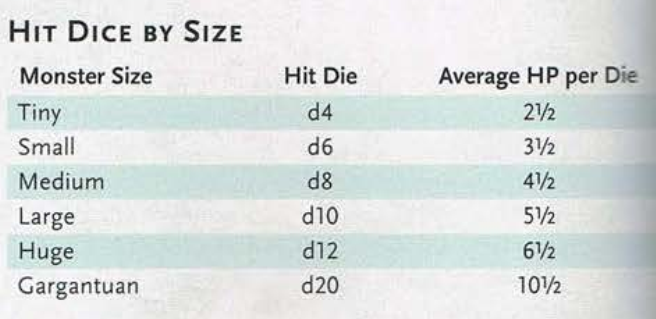 HIT DICE BY SIZE
Monster Size Hit Die Average HP per Die
Tiny d4 2½
Small d6 3½
Medium d8 4½
Large d10 5½
Huge d12 6½
Gargantuan d20 10½